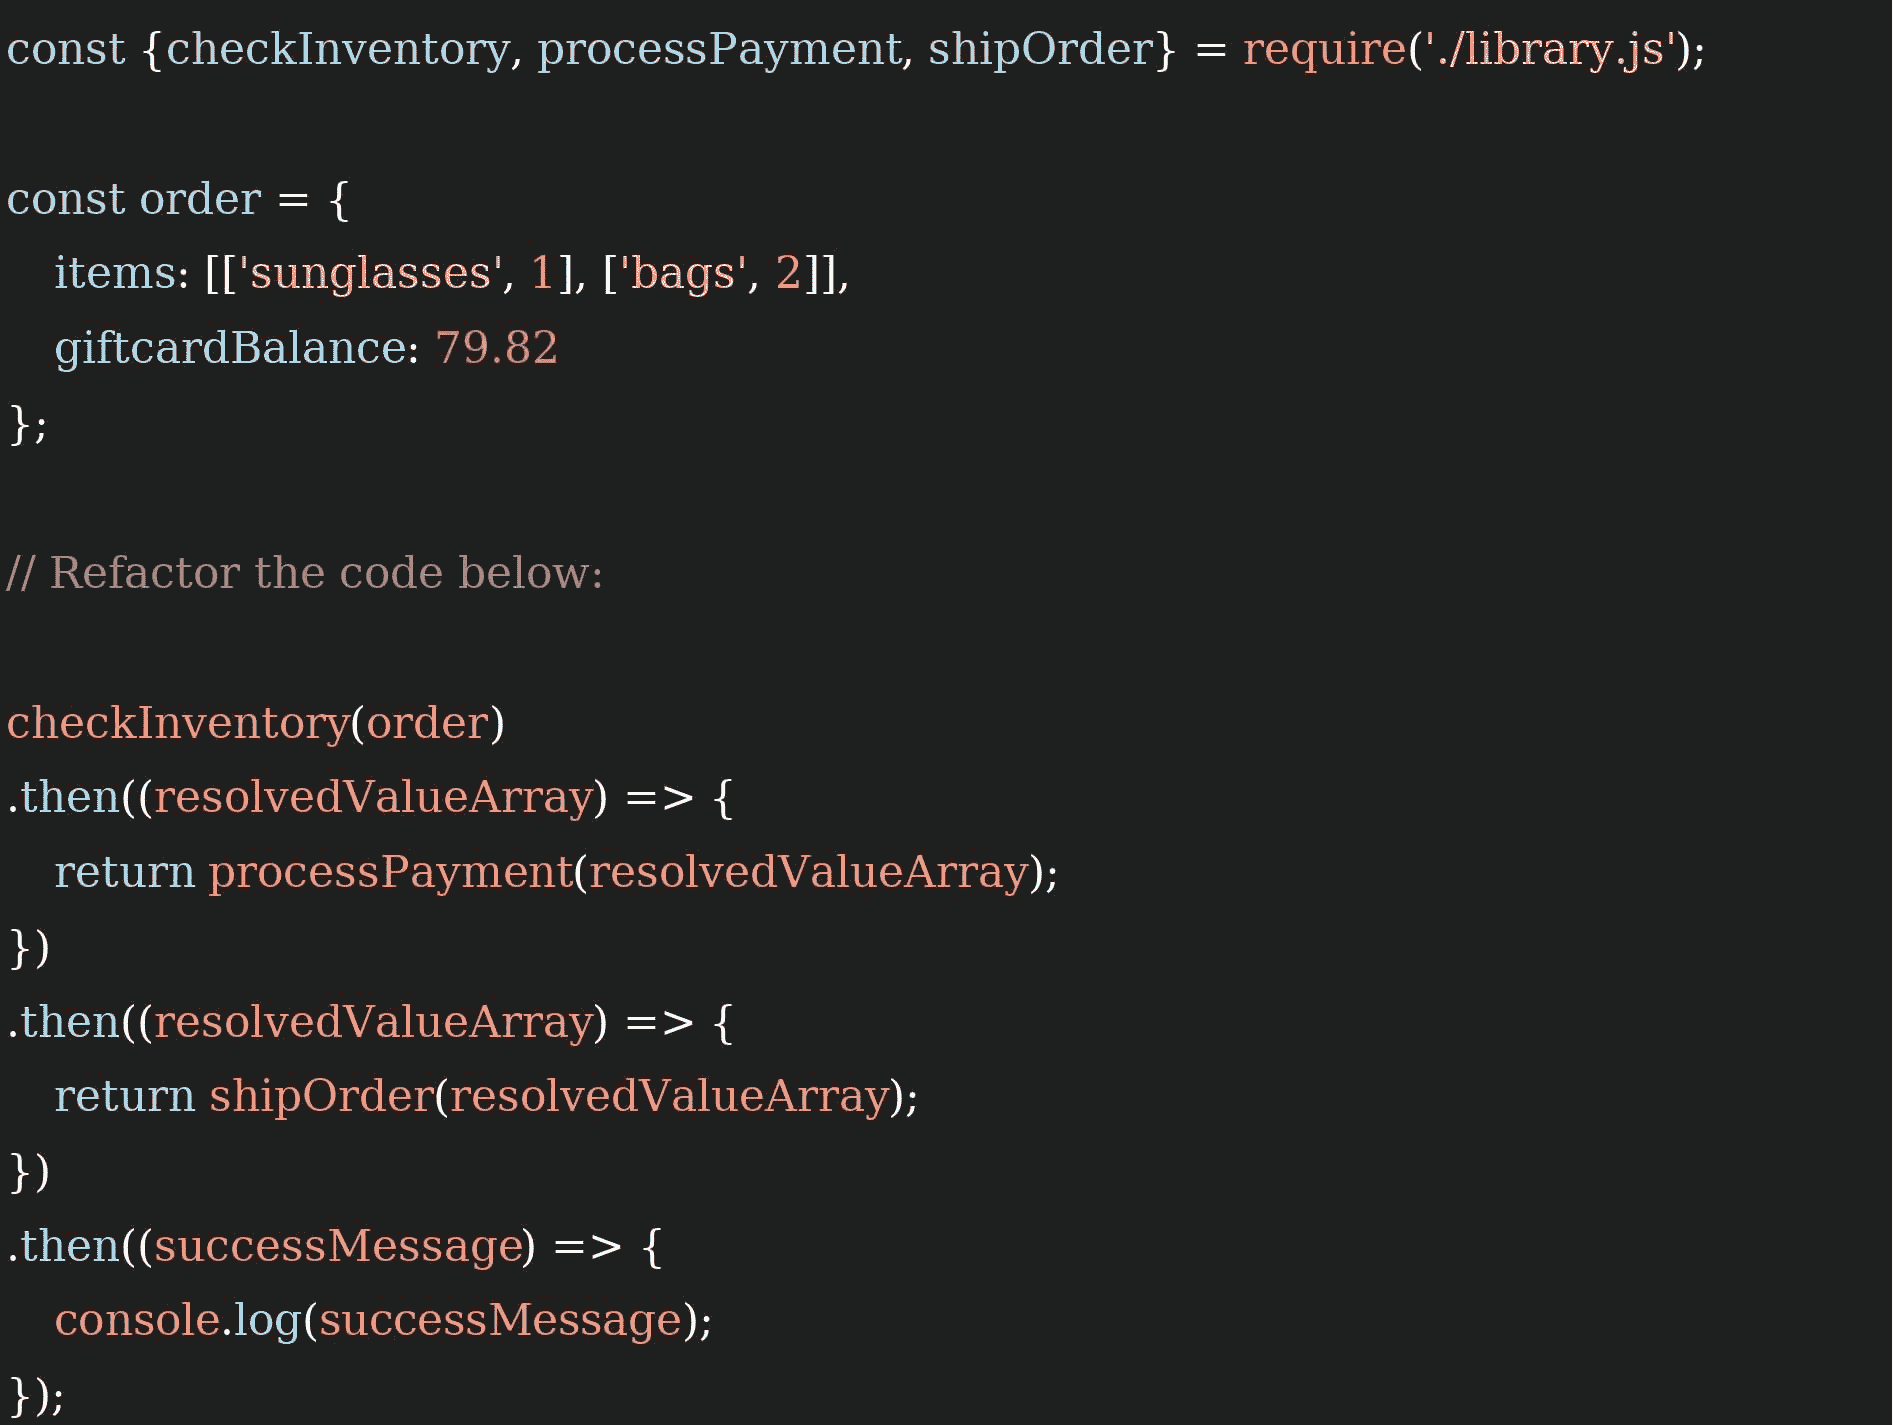 const {checkInventory, processPayment, shipOrder} = require('./library.js');
const order = {
items: [['sunglasses', 1], ['bags', 2]],
giftcardBalance: 79.82
};
// Refactor the code below:
checkInventory(order)
.then((resolvedValueArray) => {
return processPayment(resolvedValueArray);
})
.then((resolvedValueArray) => {
return shipOrder(resolvedValueArray);
})
.then((successMessage) => {
console.log(successMessage);
});